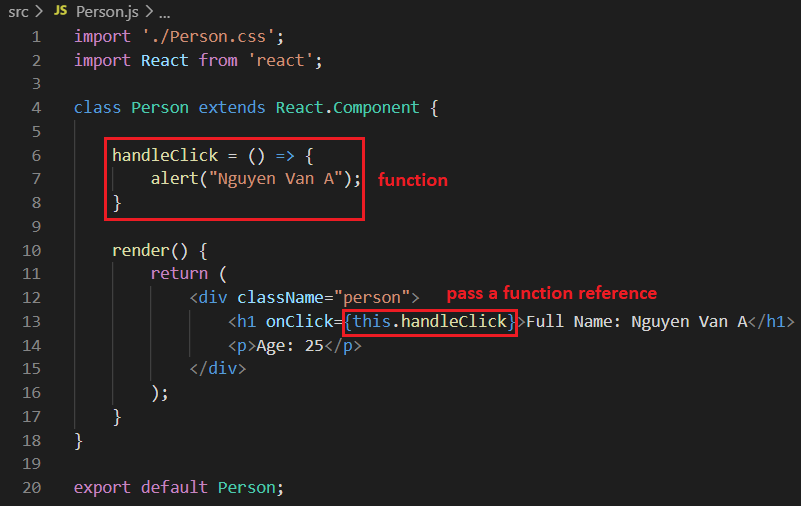 src > JS Person.js > ...
1 import './Person.css';
2 import React from 'react';
3
4 class Person extends React.Component {
5
6     handleClick = () => {
7         alert("Nguyen Van A");
function
8     }
9
10     render() {
11         return (
12             <div className="person">
pass a function reference
13                 <h1 onClick={this.handleClick}>Full Name: Nguyen Van A</h1>
14                 <p>Age: 25</p>
15             </div>
16         );
17     }
18 }
19
20 export default Person;